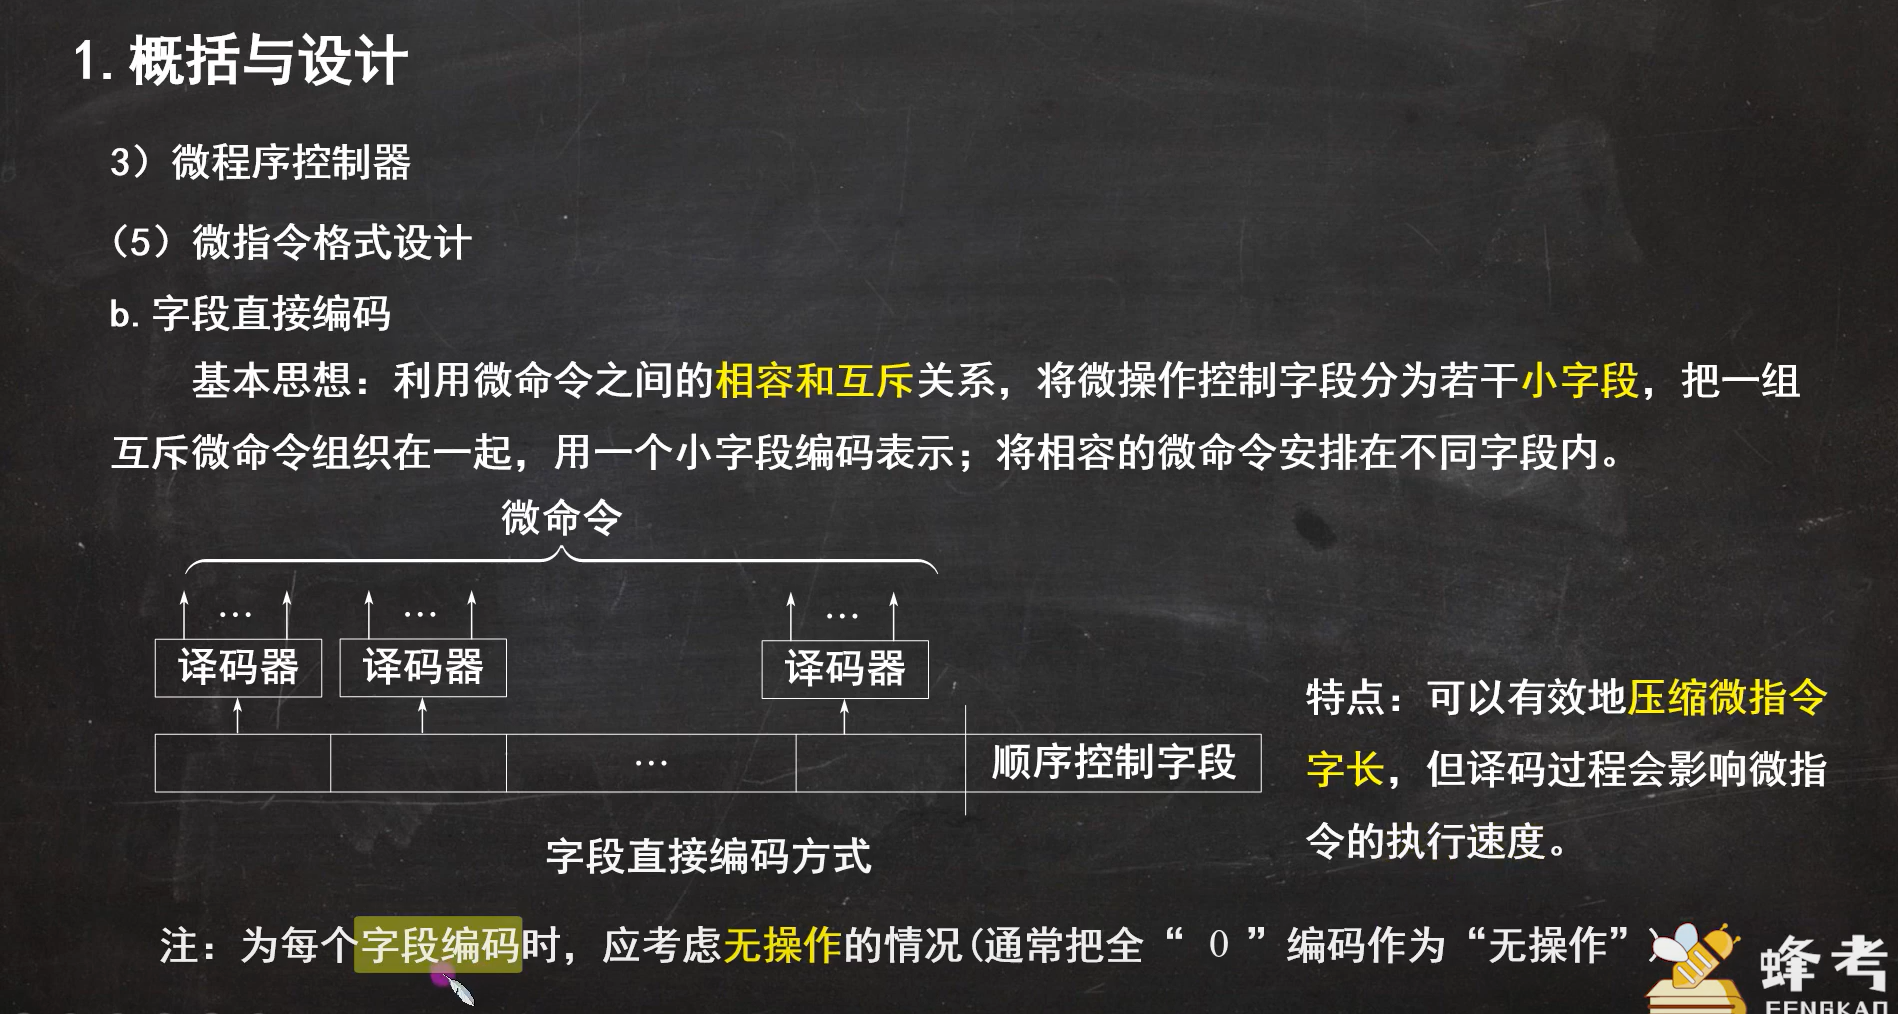 1.概括与设计
3）微程序控制器
（5）微指令格式设计
b.字段直接编码
基本思想：利用微命令之间的相容和互斥关系，将微操作控制字段分为若干小字段，把一组
互斥微命令组织在一起，用一个小字段编码表示；将相容的微命令安排在不同字段内。
微命令
… … …
译码器 译码器 译码器
… 顺序控制字段
字段直接编码方式
特点：可以有效地压缩微指令
字长，但译码过程会影响微指
令的执行速度。
注：为每个字段编码时，应考虑无操作的情况(通常把全“ 0 ”编码作为“无操作”)
蜂考
FENGKAO